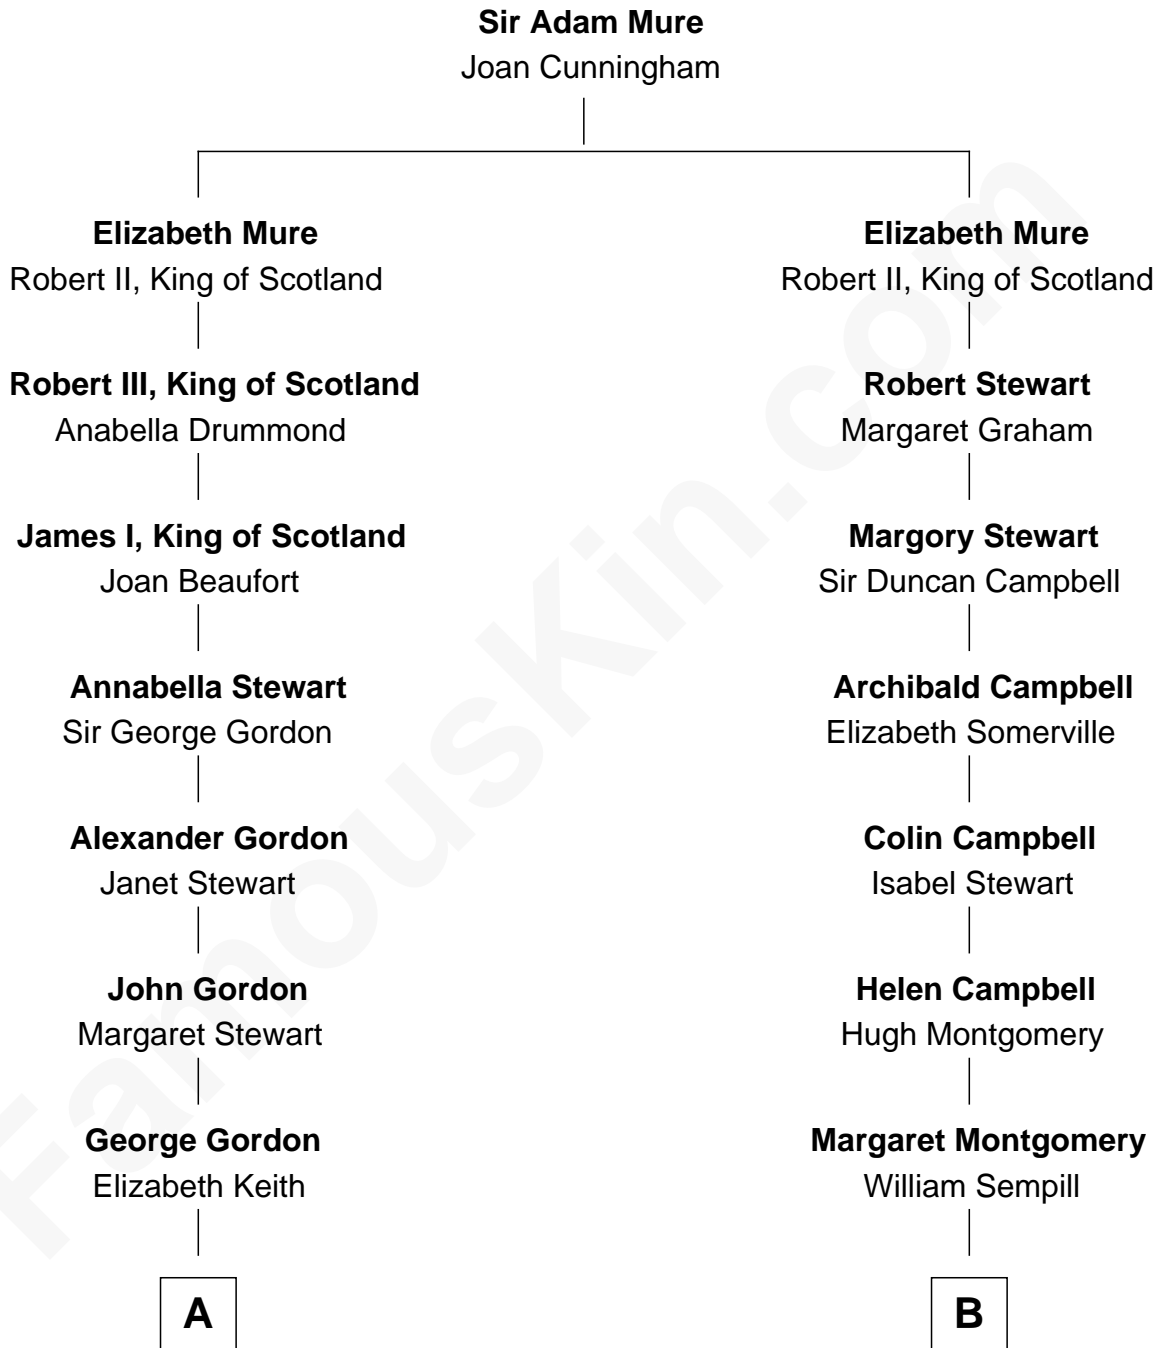 Sir Adam Mure
Joan Cunningham
Elizabeth Mure
Robert II, King of Scotland
Robert III, King of Scotland
Anabella Drummond
James I, King of Scotland
Joan Beaufort
Annabella Stewart
Sir George Gordon
Alexander Gordon
Janet Stewart
John Gordon
Margaret Stewart
George Gordon
Elizabeth Keith
A
Elizabeth Mure
Robert II, King of Scotland
Robert Stewart
Margaret Graham
Margory Stewart
Sir Duncan Campbell
Archibald Campbell
Elizabeth Somerville
Colin Campbell
Isabel Stewart
Helen Campbell
Hugh Montgomery
Margaret Montgomery
William Sempill
B
FamousKin.com